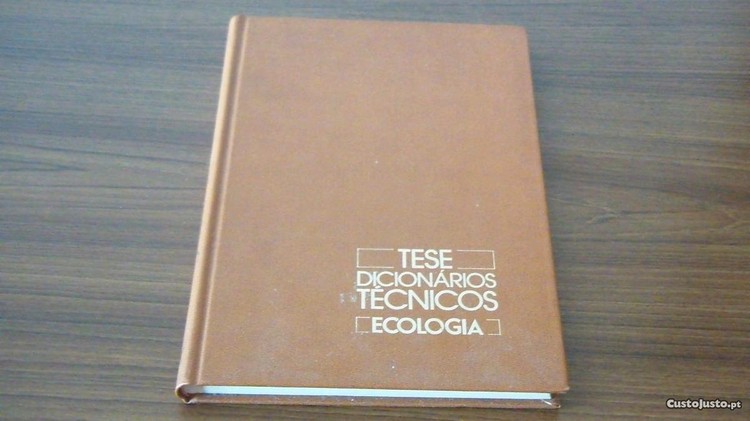 TESE
DICIONÁRIOS
TÉCNICOS
ECOLOGIA
CustoJusto.pt